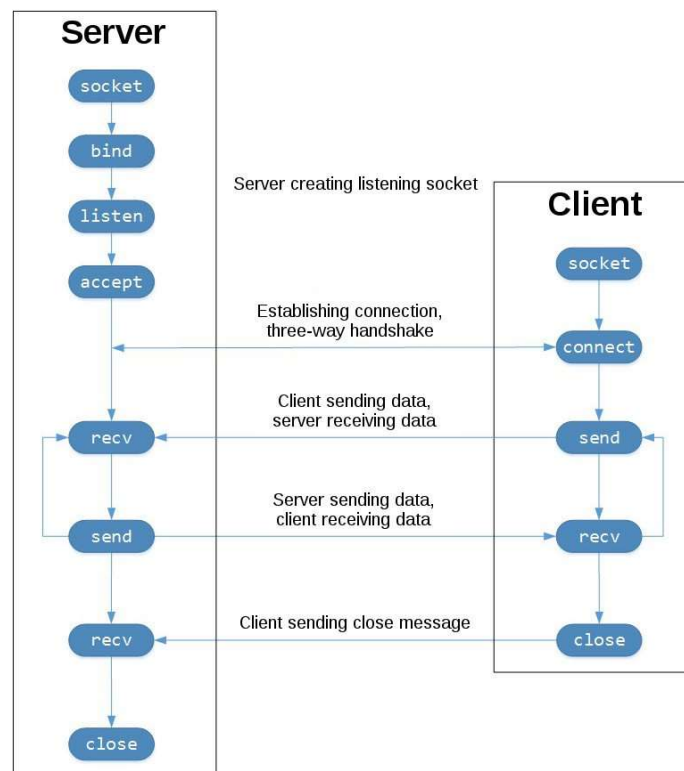 Server
socket
bind
Server creating listening socket
listen
Client
socket
accept
Establishing connection,
three-way handshake
connect
Client sending data,
server receiving data
recv
send
Server sending data,
client receiving data
send
recv
Client sending close message
recv
close
close